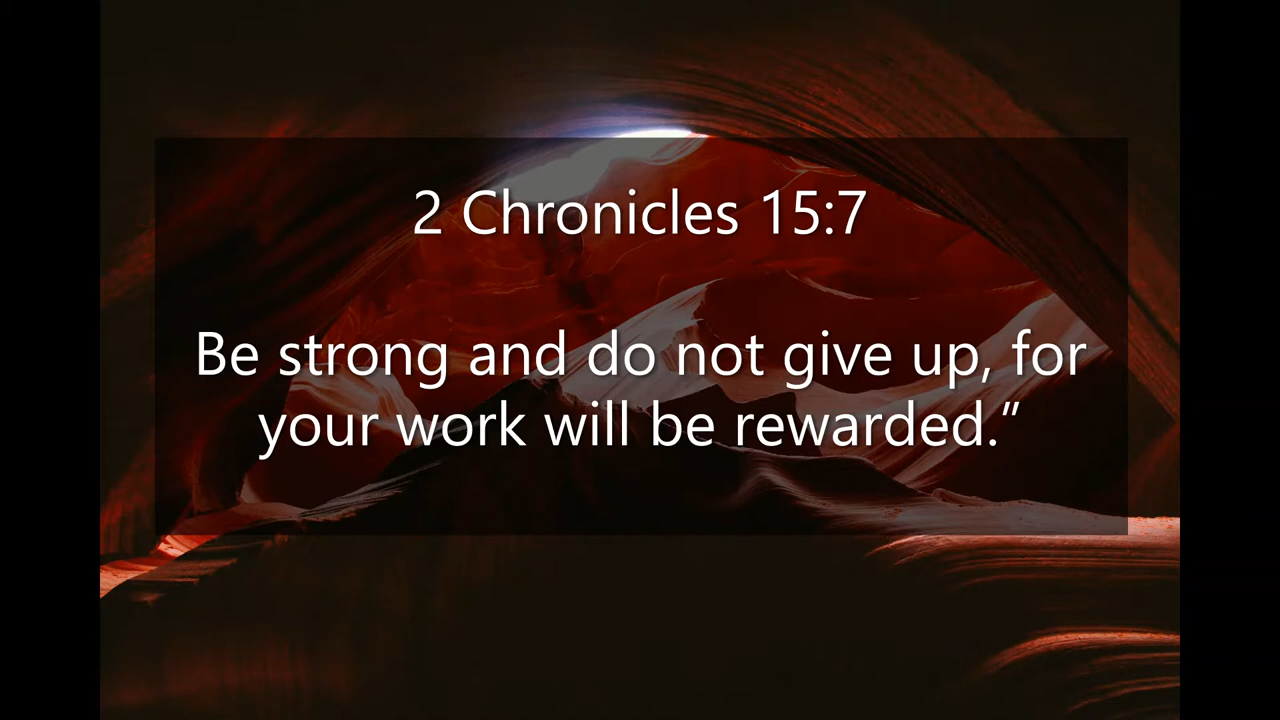 2 Chronicles 15:7
Be strong and do not give up, for
your work will be rewarded.”